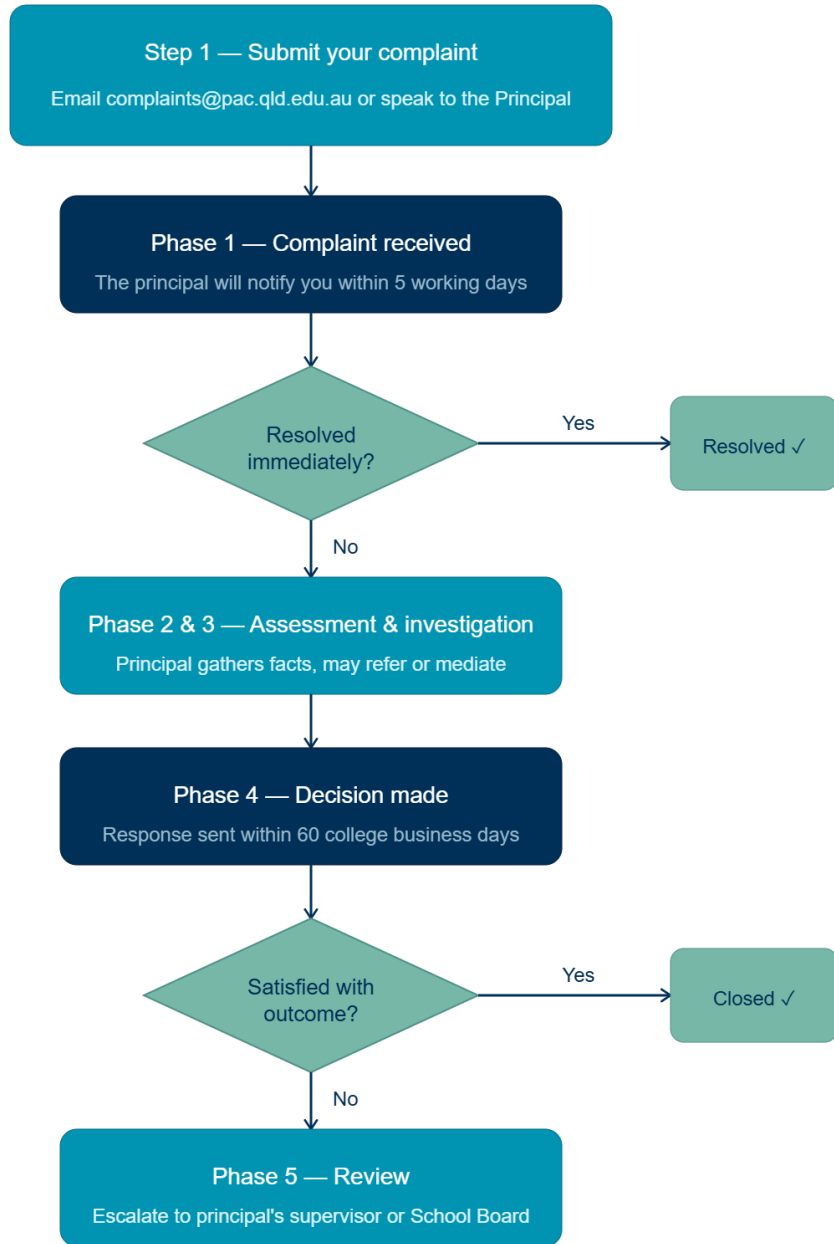 Step 1 — Submit your complaint
Email complaints@pac.qld.edu.au or speak to the Principal
Phase 1 — Complaint received
The principal will notify you within 5 working days
Resolved
immediately?
Yes
Resolved ✓
No
Phase 2 & 3 — Assessment & investigation
Principal gathers facts, may refer or mediate
Phase 4 — Decision made
Response sent within 60 college business days
Satisfied with
outcome?
Yes
Closed ✓
No
Phase 5 — Review
Escalate to principal's supervisor or School Board